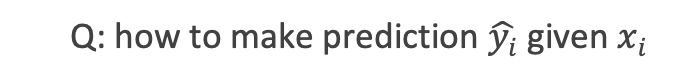 Q: how to make prediction ŷᵢ given xᵢ